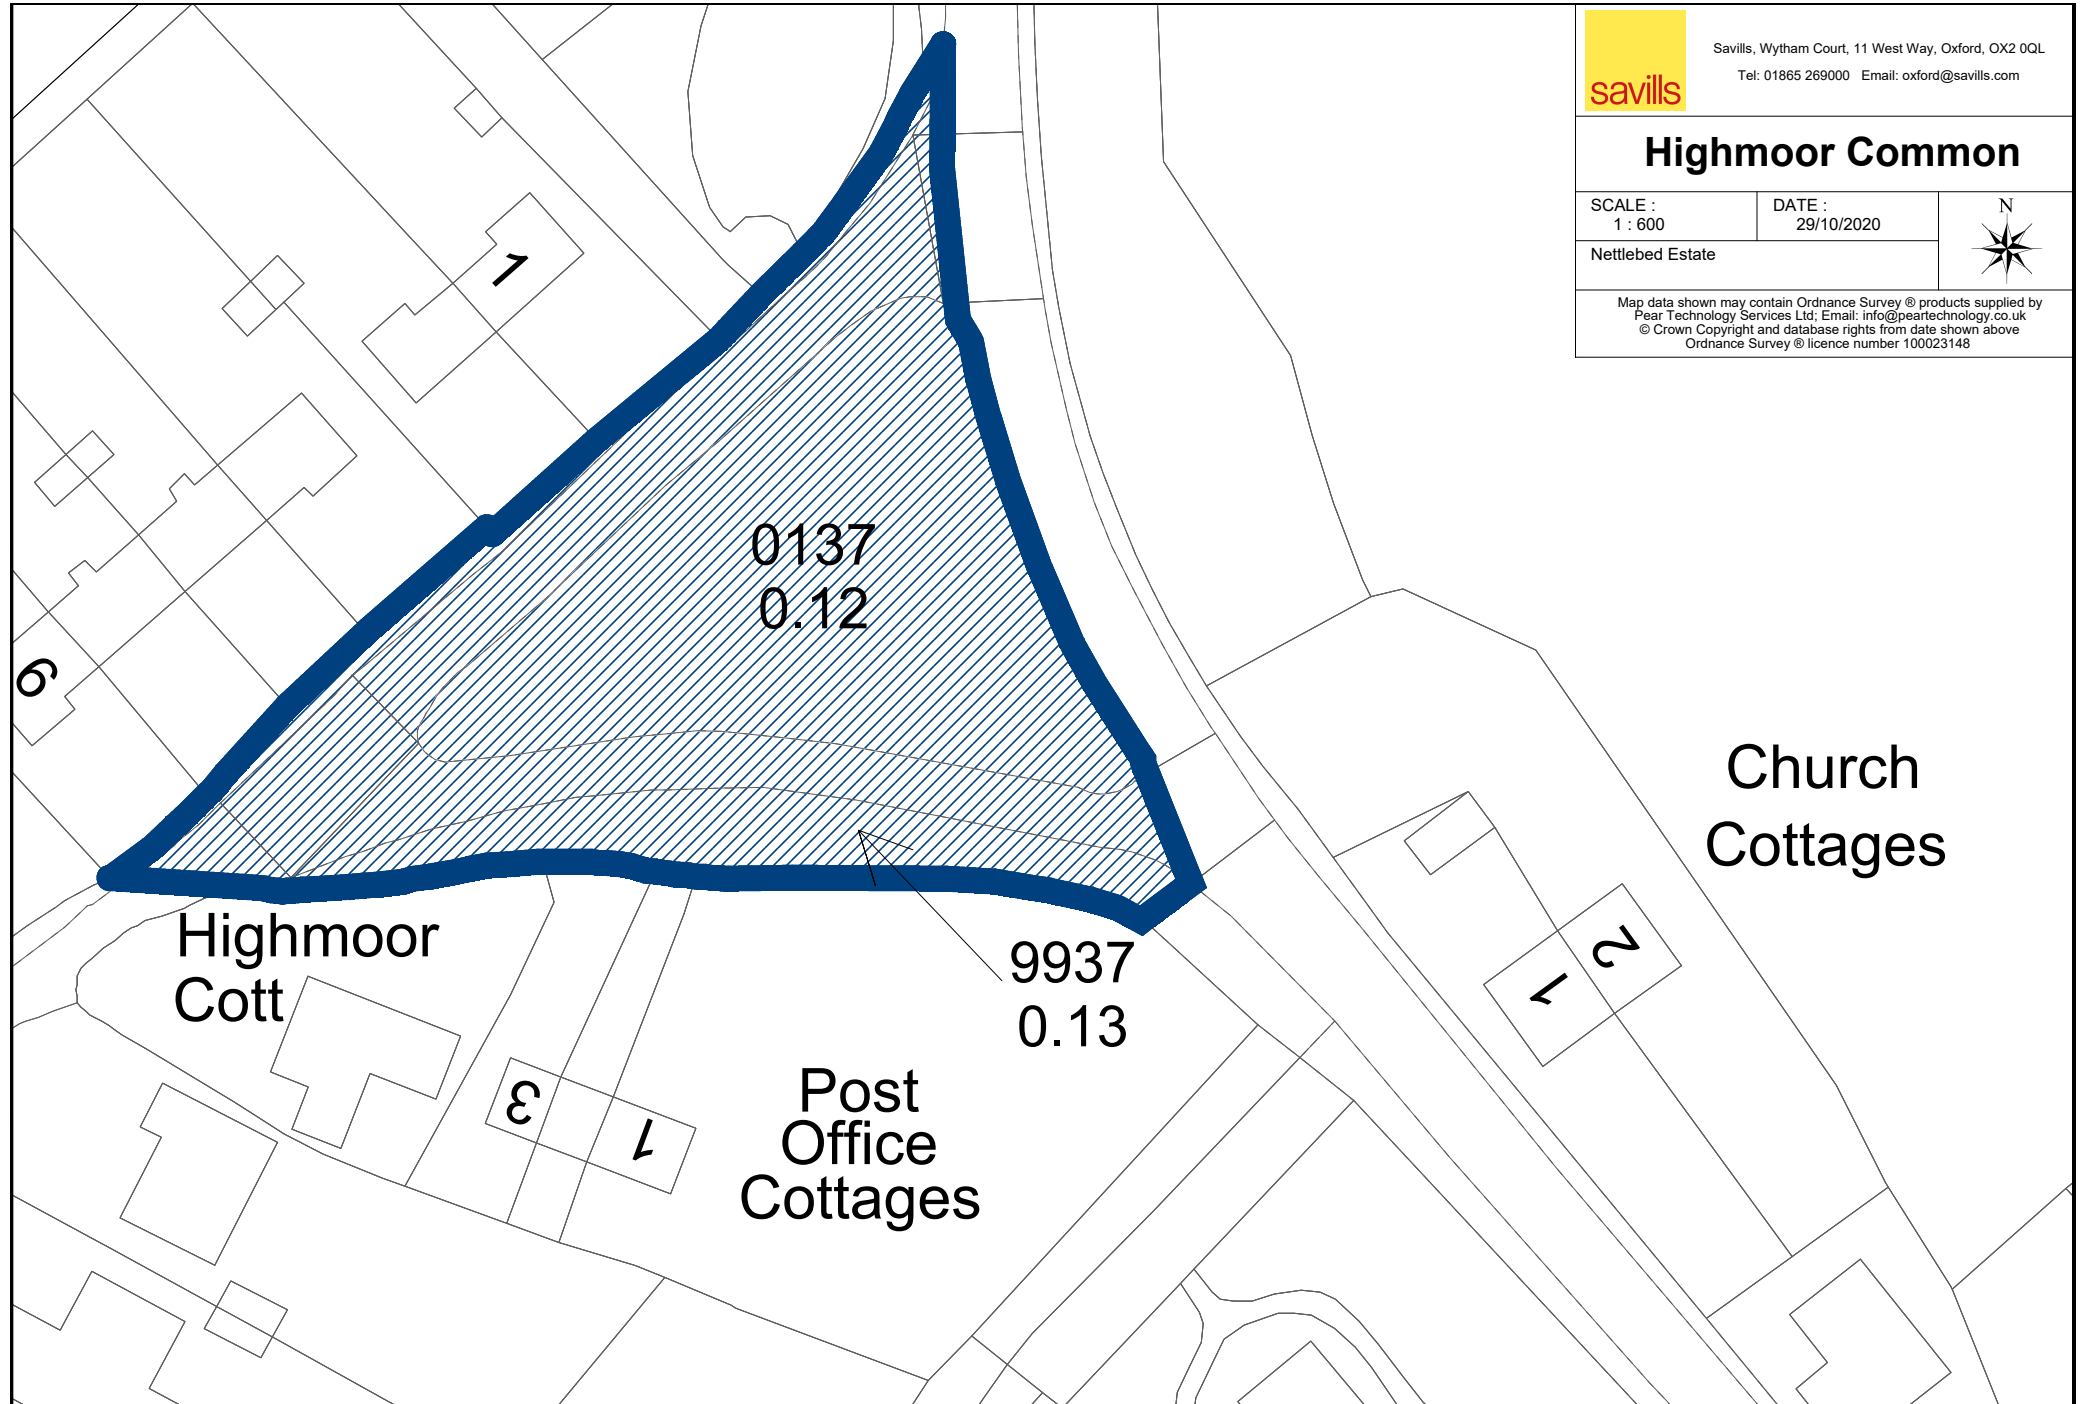 savills
Savills, Wytham Court, 11 West Way, Oxford, OX2 0QL
Tel: 01865 269000 Email: oxford@savills.com
Highmoor Common
SCALE :
1 : 600
DATE :
29/10/2020
N
Nettlebed Estate
Map data shown may contain Ordnance Survey ® products supplied by
Pear Technology Services Ltd; Email: info@peartechnology.co.uk
© Crown Copyright and database rights from date shown above
Ordnance Survey ® licence number 100023148
1
0137
0.12
6
Church
Cottages
Highmoor
Cott
9937
0.13
2
1
3
1
Post
Office
Cottages